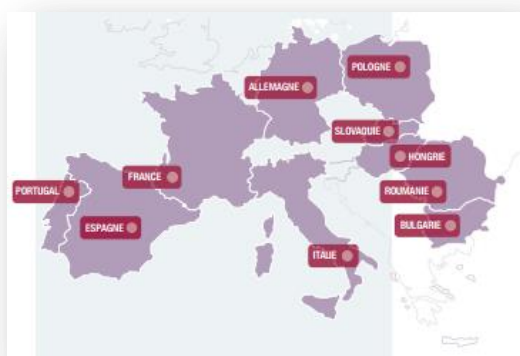 POLOGNE
ALLEMAGNE
SLOVAQUIE
HONGRIE
FRANCE
PORTUGAL
ROUMANIE
ESPAGNE
BULGARIE
ITALIE